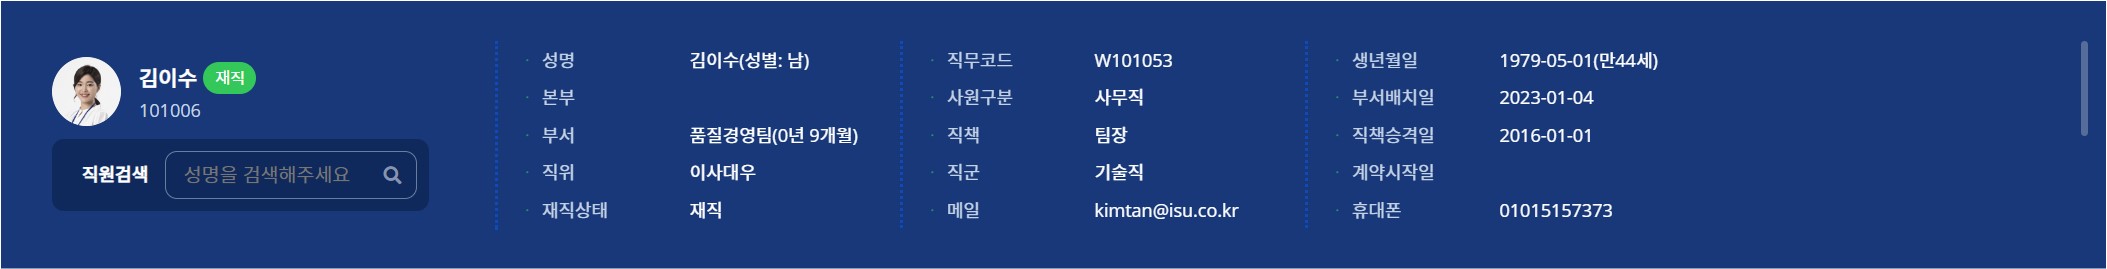 김이수 재직
101006
직원검색 성명을 검색해주세요
· 성명 김이수(성별: 남)
· 본부
· 부서 품질경영팀(0년 9개월)
· 직위 이사대우
· 재직상태 재직
· 직무코드 W101053
· 사원구분 사무직
· 직책 팀장
· 직군 기술직
· 메일 kimtan@isu.co.kr
· 생년월일 1979-05-01(만44세)
· 부서배치일 2023-01-04
· 직책승격일 2016-01-01
· 계약시작일
· 휴대폰 01015157373